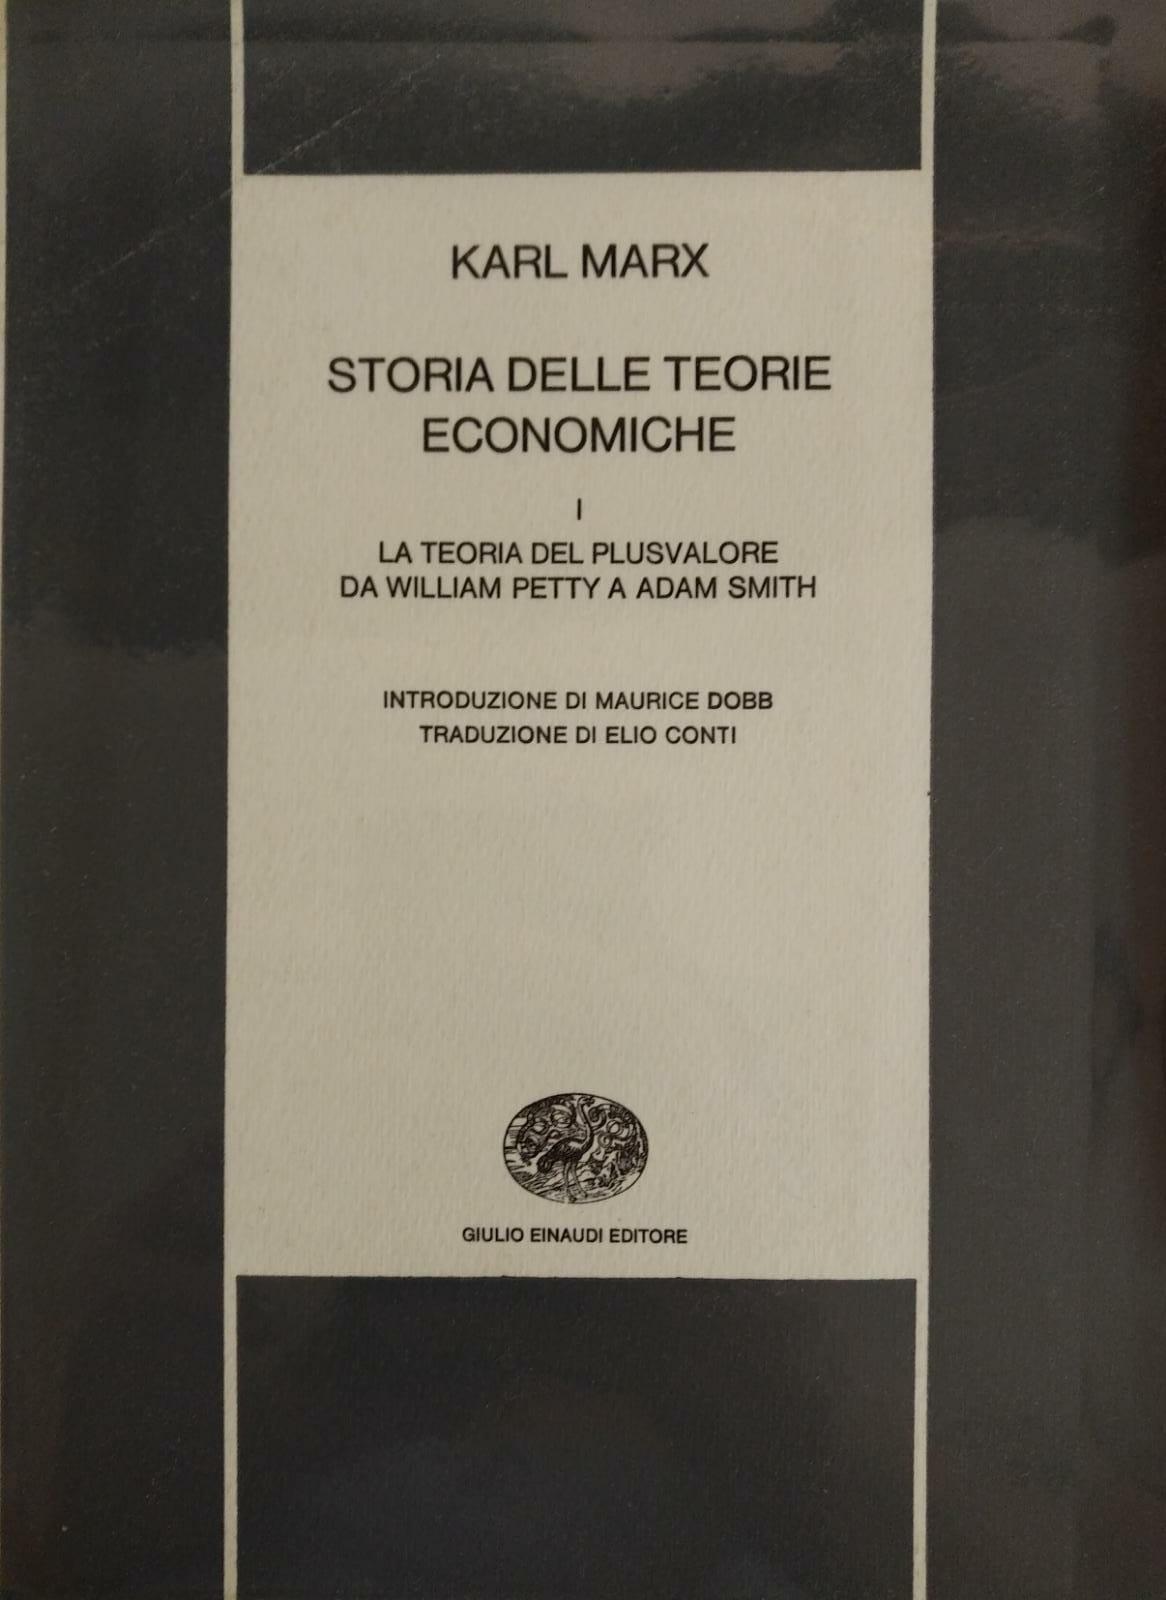 KARL MARX
STORIA DELLE TEORIE
ECONOMICHE
I
LA TEORIA DEL PLUSVALORE
DA WILLIAM PETTY A ADAM SMITH
INTRODUZIONE DI MAURICE DOBB
TRADUZIONE DI ELIO CONTI
GIULIO EINAUDI EDITORE